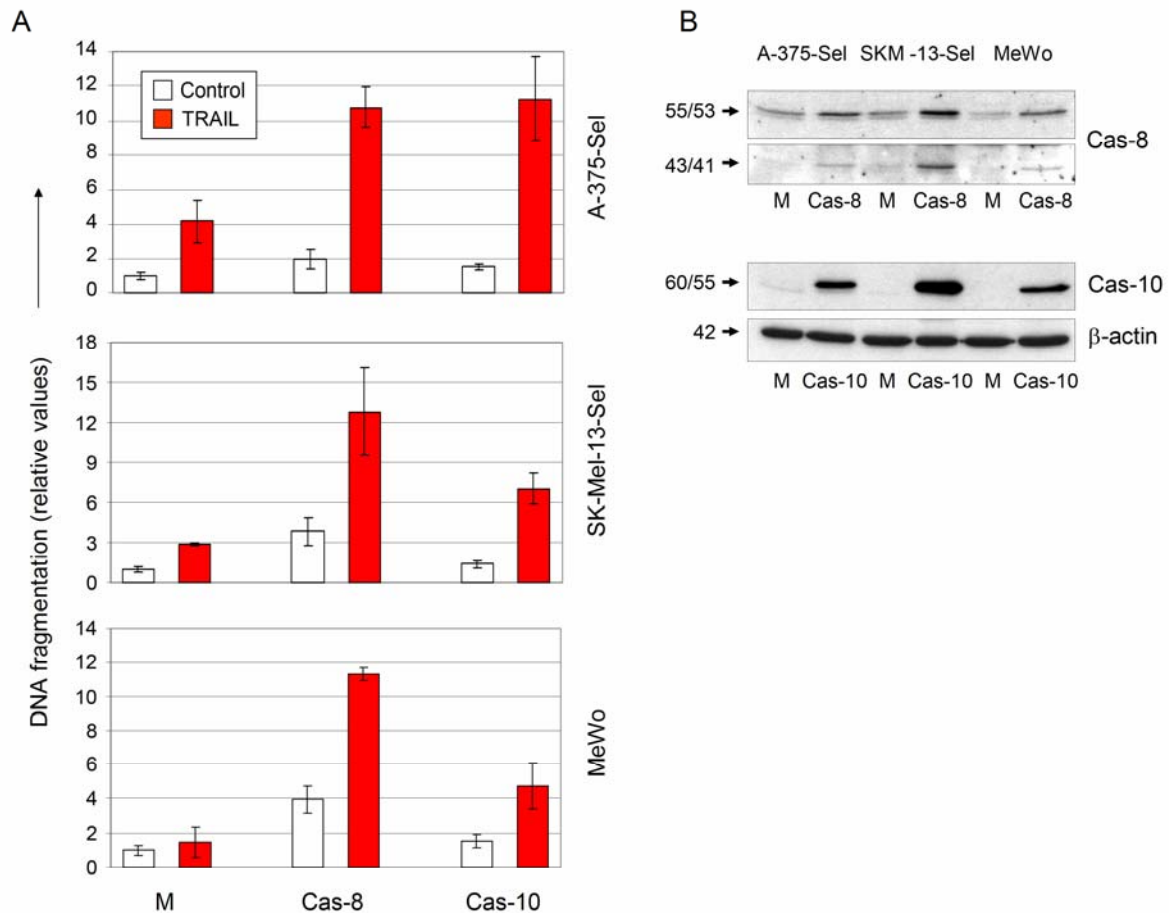 A
14
12
10
8
6
4
2
0
Control
TRAIL
A-375-Sel
18
15
12
9
6
3
0
SK-Mel-13-Sel
14
12
10
8
6
4
2
0
MeWo
DNA fragmentation (relative values)
M Cas-8 Cas-10
B
A-375-Sel SKM -13-Sel MeWo
55/53
Cas-8
43/41
M Cas-8 M Cas-8 M Cas-8
60/55 Cas-10
42 β-actin
M Cas-10 M Cas-10 M Cas-10